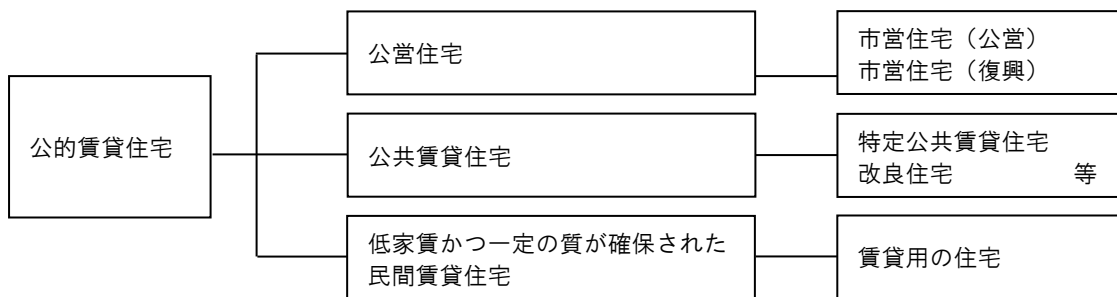 公的賃貸住宅
公営住宅
市営住宅（公営）
市営住宅（復興）
公共賃貸住宅
特定公共賃貸住宅
改良住宅　　　　　　等
低家賃かつ一定の質が確保された
民間賃貸住宅
賃貸用の住宅